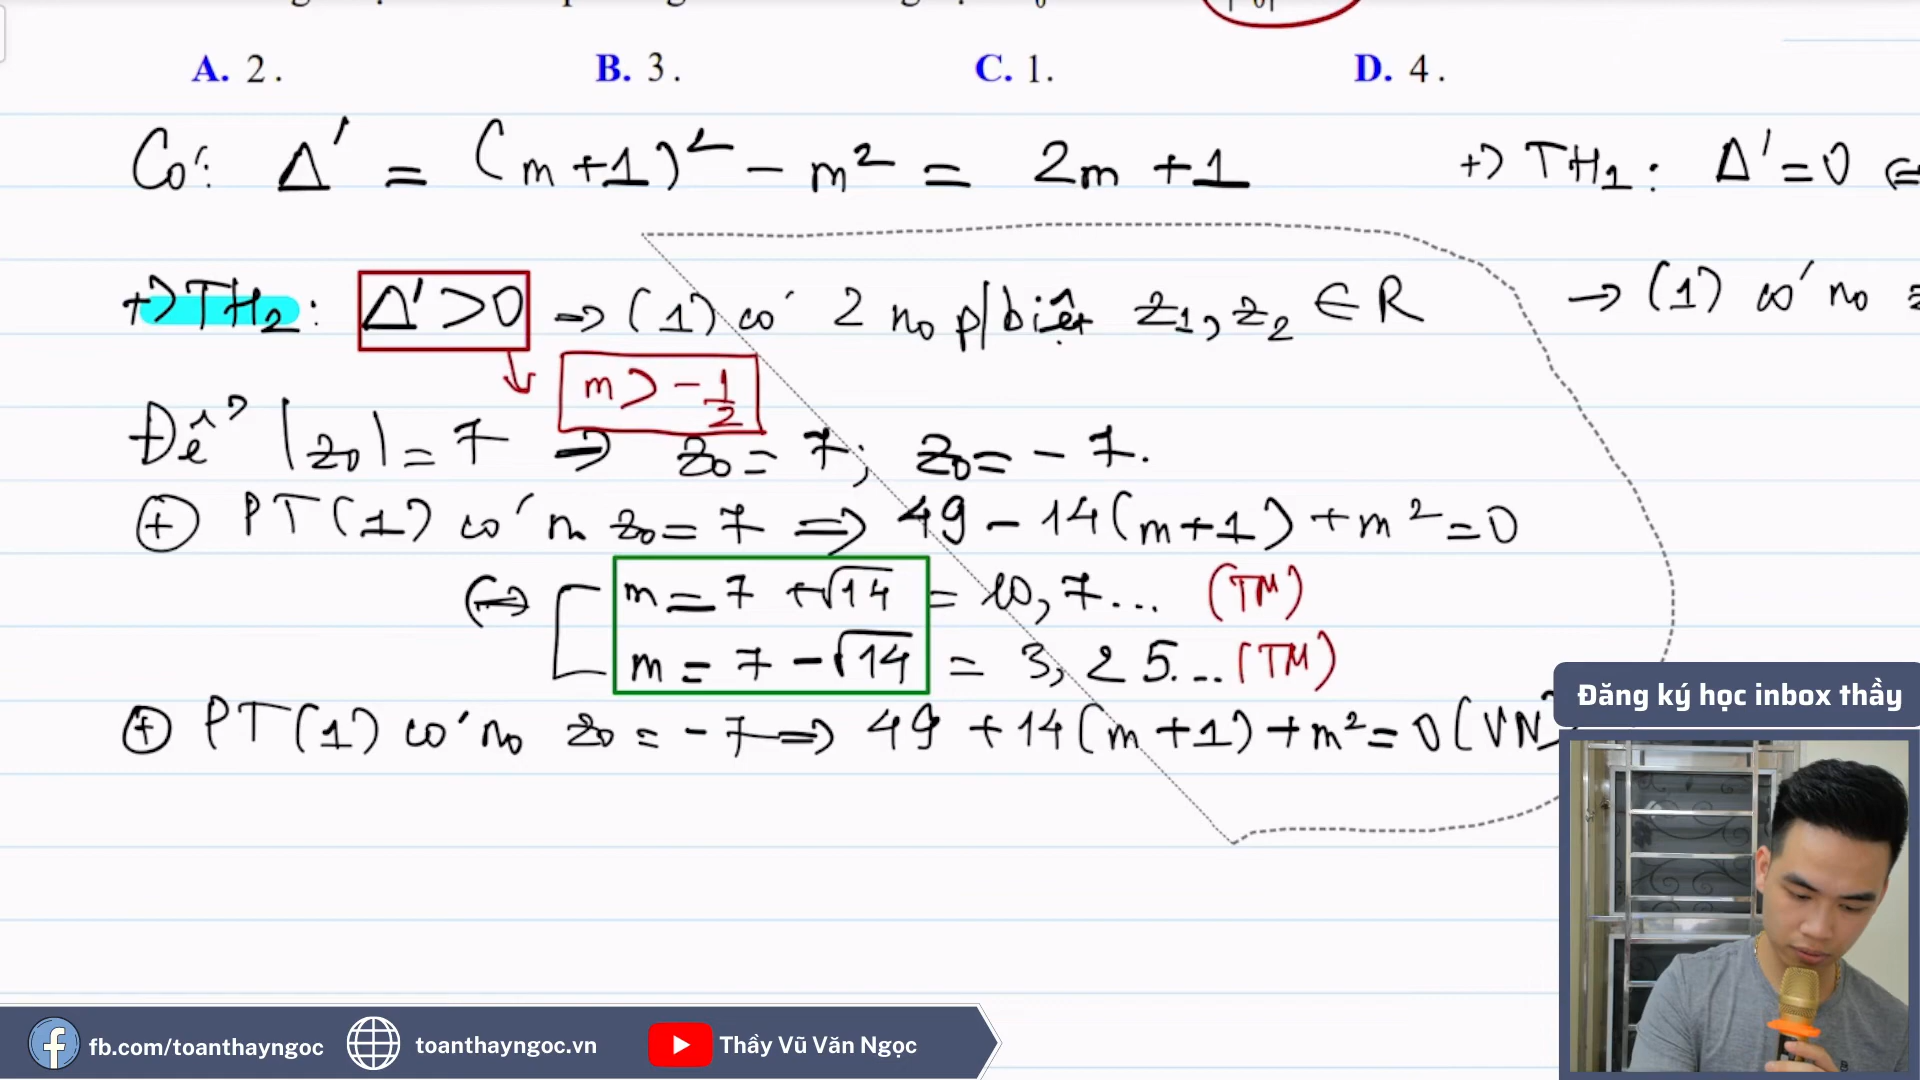 A. 2. B. 3. C. 1. D. 4.
Có: Δ' = (m+1)² - m² = 2m + 1
+) TH1: Δ' = 0
+) TH2: Δ' > 0 → (1) có 2 no p/biệt z1, z2 ∈ R
→ (1) có no
m > -1/2
Để |z0| = 7 ⇒ z0 = 7; z0 = -7.
⊕ PT(1) có no z0 = 7 ⇒ 49 - 14(m+1) + m² = 0
⇔ [ m = 7 + √14 = 10,7... (TM)
m = 7 - √14 = 3,25... (TM)
⊕ PT(1) có no z0 = -7 ⇒ 49 + 14(m+1) + m² = 0 (VN)
Đăng ký học inbox thầy
fb.com/toanthayngoc toanthayngoc.vn Thầy Vũ Văn Ngọc